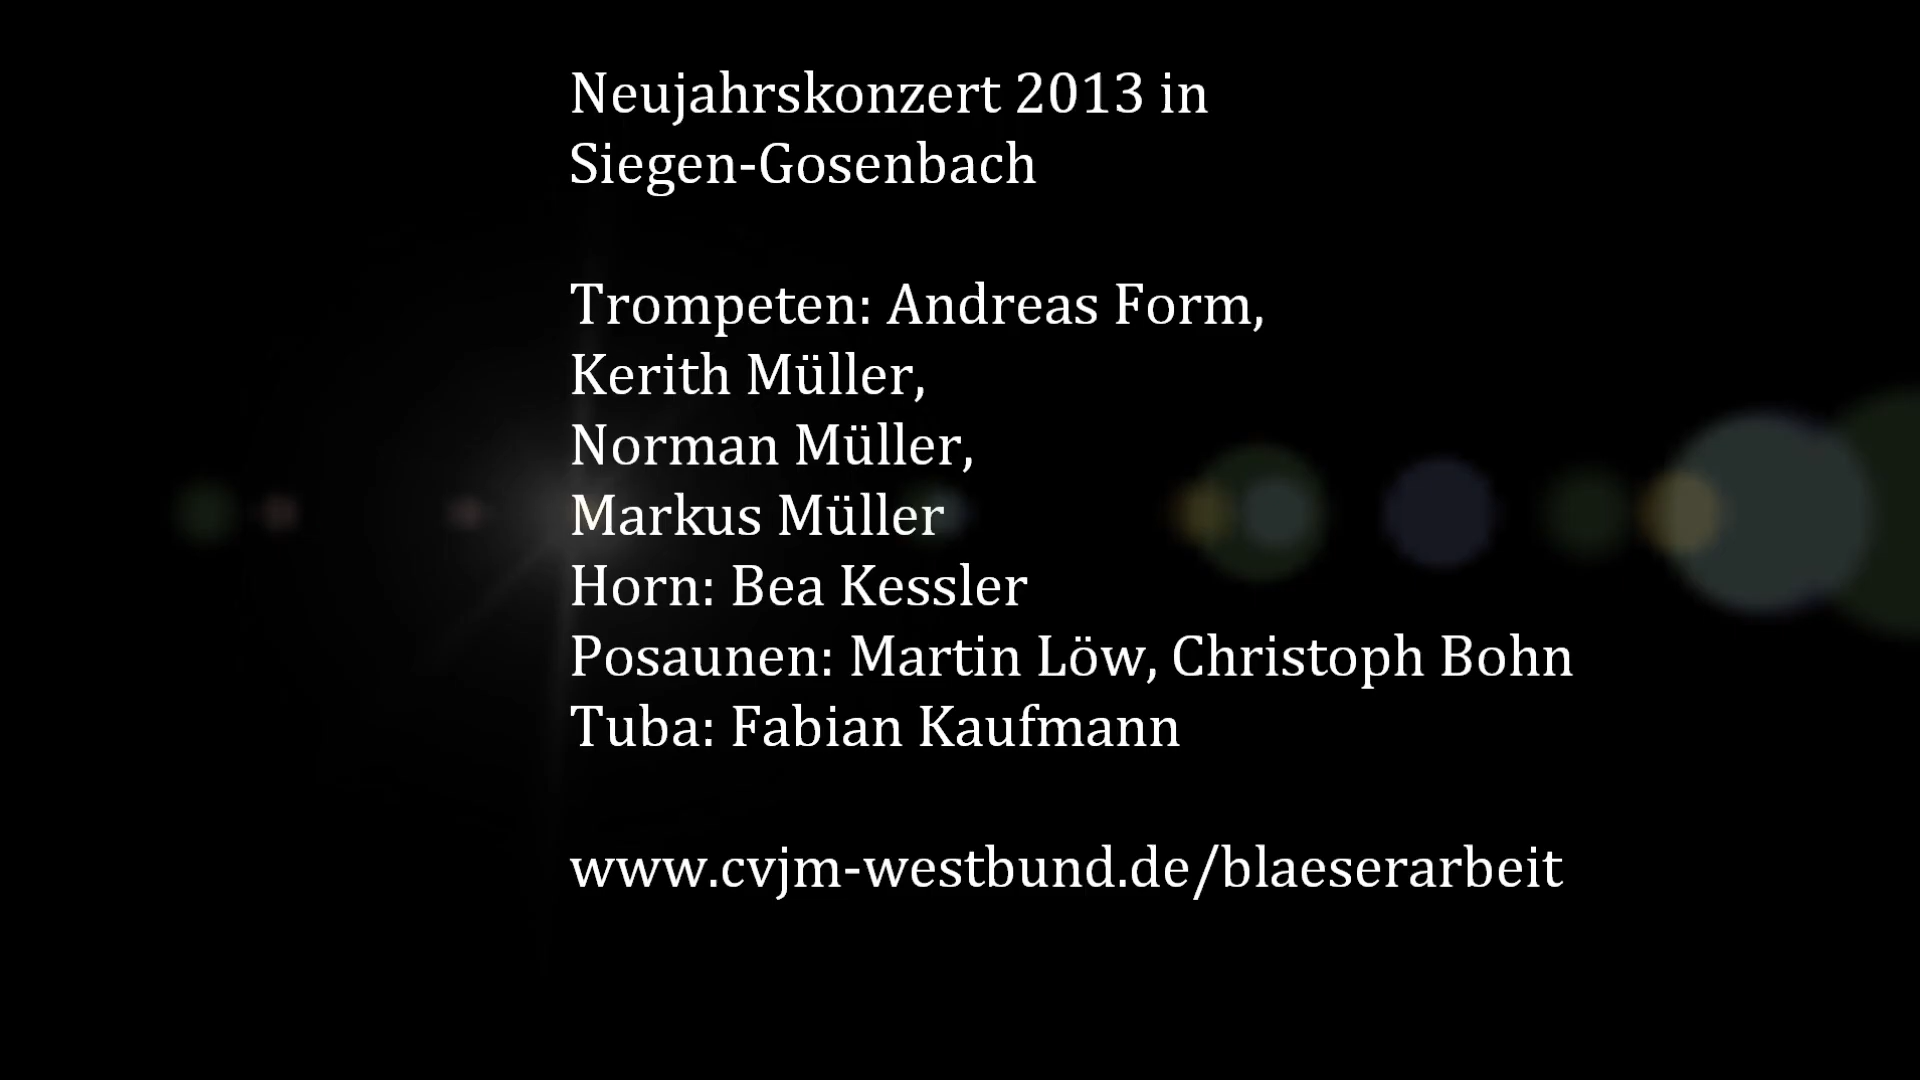 Neujahrskonzert 2013 in
Siegen-Gosenbach
Trompeten: Andreas Form,
Kerith Müller,
Norman Müller,
Markus Müller
Horn: Bea Kessler
Posaunen: Martin Löw, Christoph Bohn
Tuba: Fabian Kaufmann
www.cvjm-westbund.de/blaeserarbeit